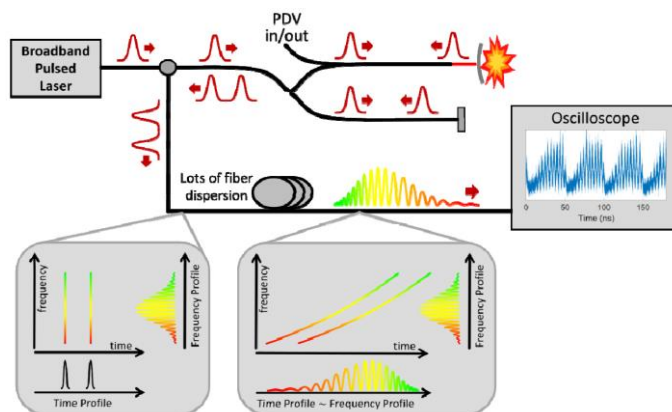 PDV
in/out
Broadband
Pulsed
Laser
Oscilloscope
0 50 100 150
Time (ns)
Lots of fiber
dispersion
frequency
time
Frequency Profile
Time Profile
frequency
time
Frequency Profile
Time Profile ~ Frequency Profile